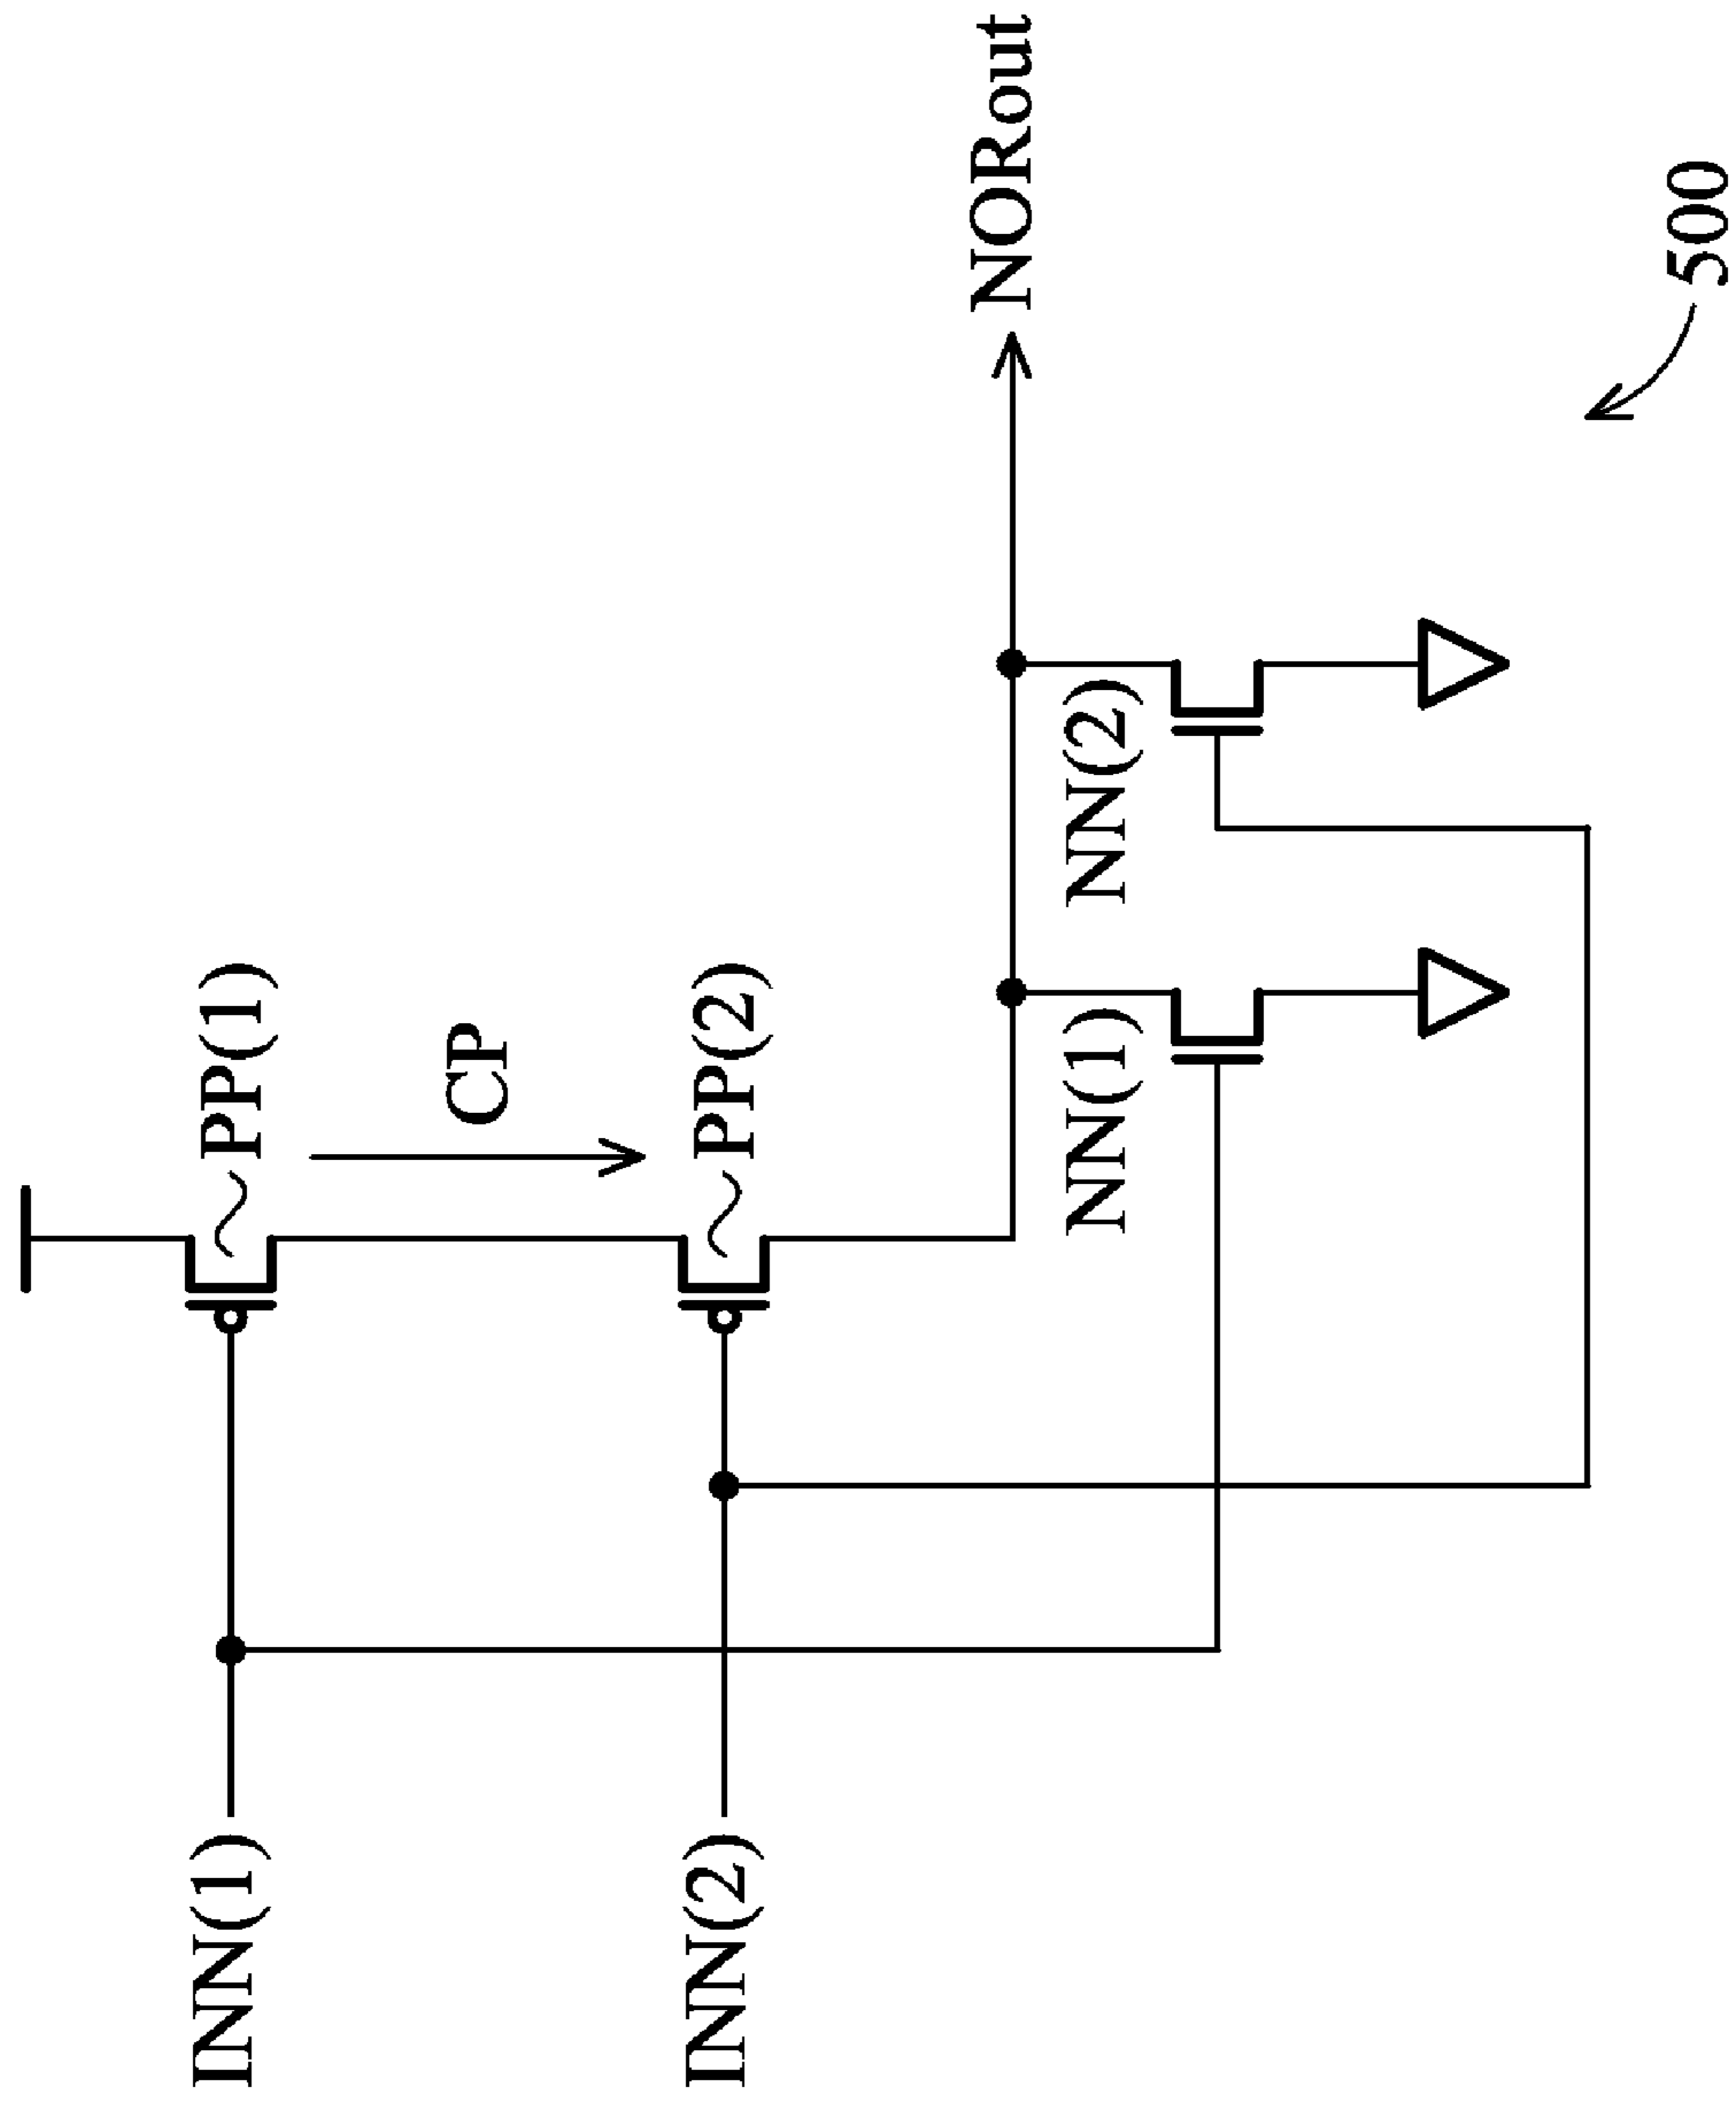 PP(1)
INN(1)
CP
PP(2)
INN(2)
NORout
NN(1)
NN(2)
500